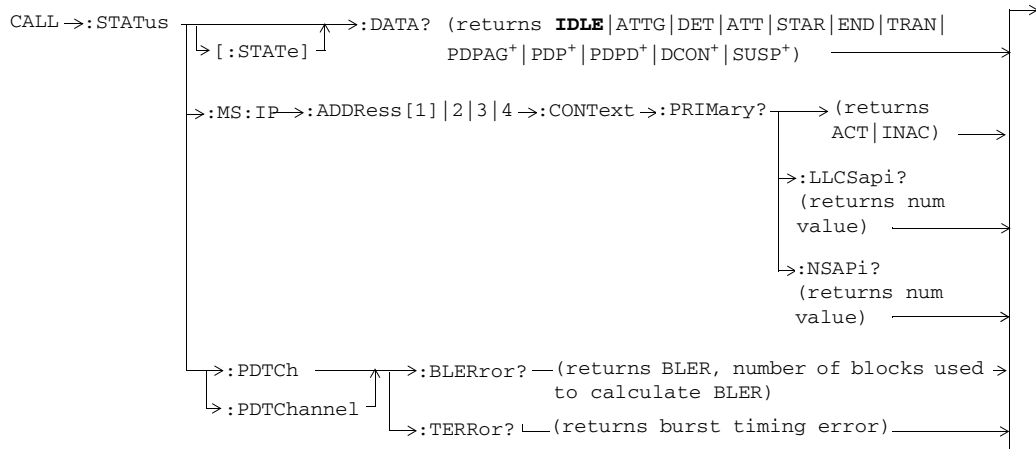 CALL :STATus :DATA? (returns IDLE|ATTG|DET|ATT|STAR|END|TRAN|
[:STATe] PDPAG+|PDP+|PDPD+|DCON+|SUSP+)
:MS:IP :ADDRess[1]|2|3|4 :CONText :PRIMary? (returns
ACT|INAC)
:LLCSapi?
(returns num
value)
:NSAPi?
(returns num
value)
:PDTCh :BLERror? (returns BLER, number of blocks used
:PDTChannel to calculate BLER)
:TERRor? (returns burst timing error)